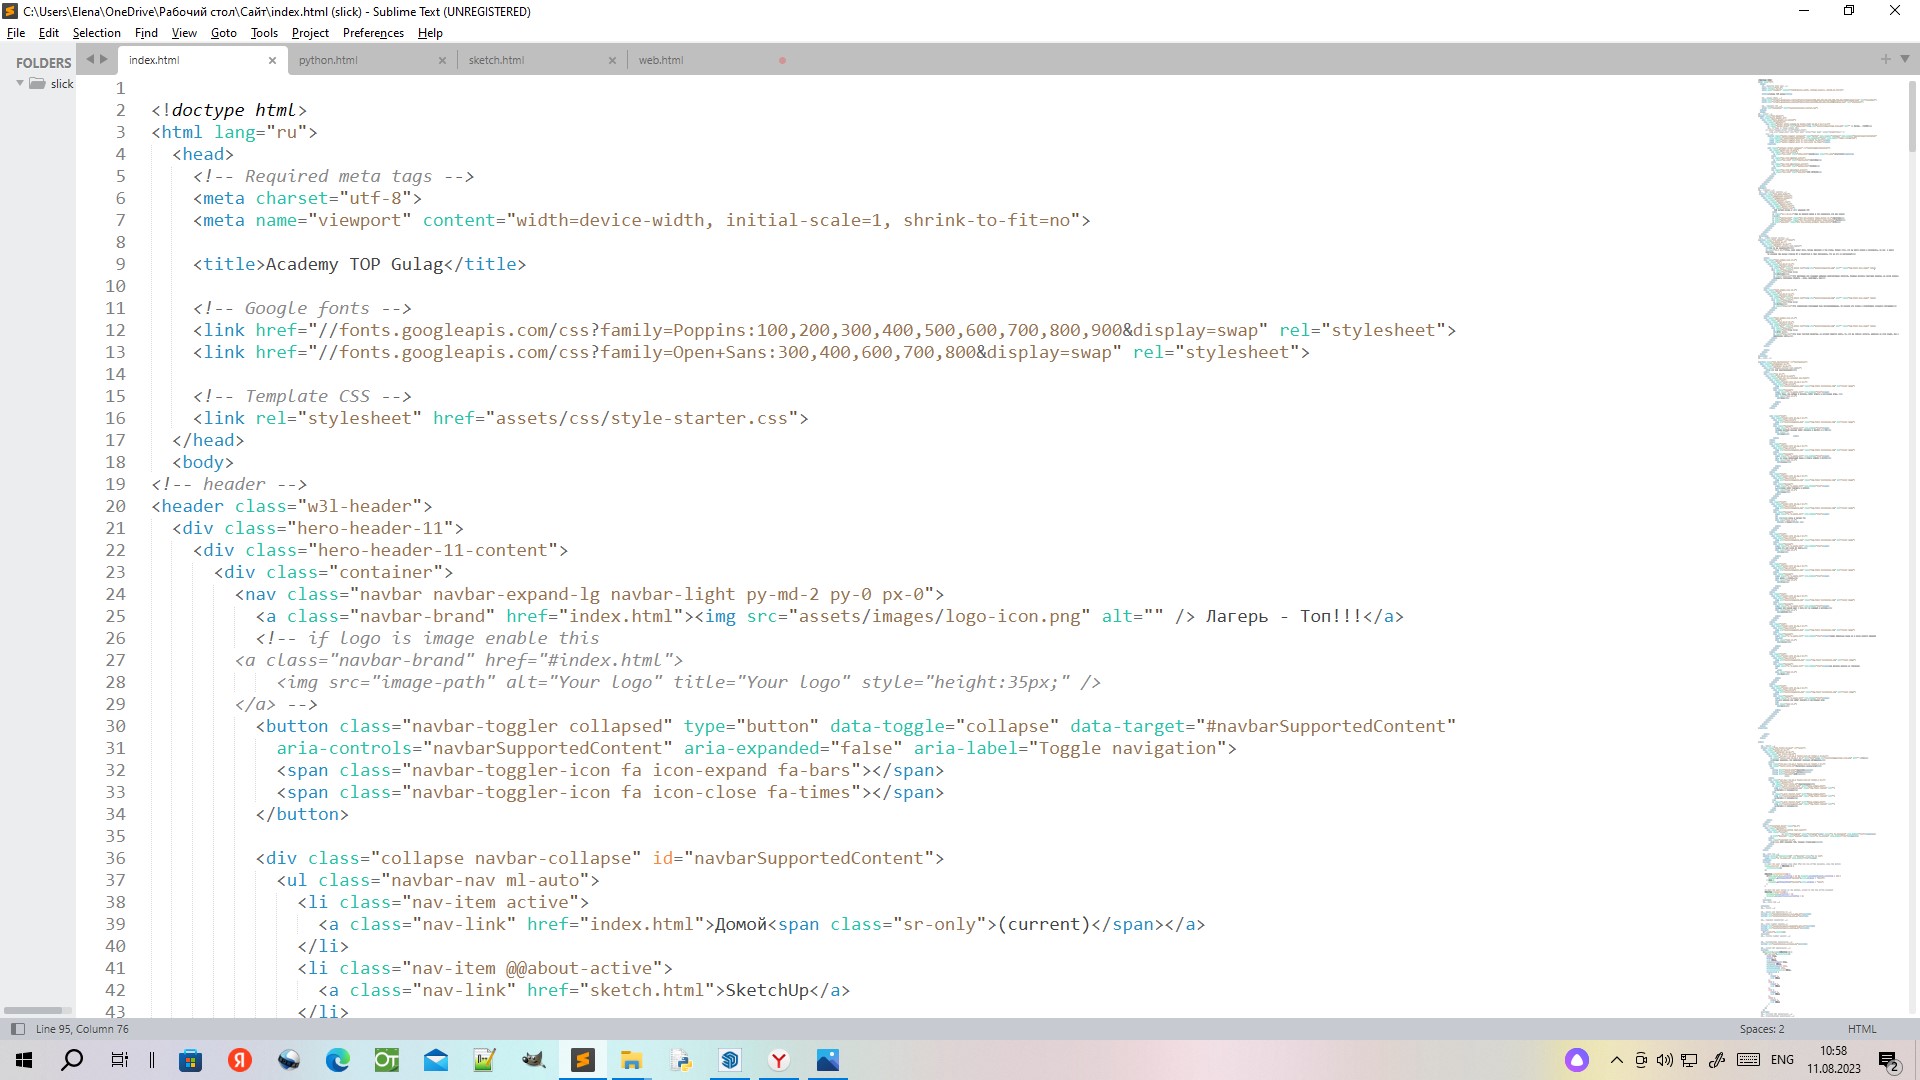 C:\Users\Elena\OneDrive\Рабочий стол\Сайт\index.html (slick) - Sublime Text (UNREGISTERED)
File Edit Selection Find View Goto Tools Project Preferences Help
FOLDERS
slick
index.html python.html sketch.html web.html
1
2 <!doctype html>
3 <html lang="ru">
4 <head>
5 <!-- Required meta tags -->
6 <meta charset="utf-8">
7 <meta name="viewport" content="width=device-width, initial-scale=1, shrink-to-fit=no">
8
9 <title>Academy TOP Gulag</title>
10
11 <!-- Google fonts -->
12 <link href="//fonts.googleapis.com/css?family=Poppins:100,200,300,400,500,600,700,800,900&display=swap" rel="stylesheet">
13 <link href="//fonts.googleapis.com/css?family=Open+Sans:300,400,600,700,800&display=swap" rel="stylesheet">
14
15 <!-- Template CSS -->
16 <link rel="stylesheet" href="assets/css/style-starter.css">
17 </head>
18 <body>
19 <!-- header -->
20 <header class="w3l-header">
21 <div class="hero-header-11">
22 <div class="hero-header-11-content">
23 <div class="container">
24 <nav class="navbar navbar-expand-lg navbar-light py-md-2 py-0 px-0">
25 <a class="navbar-brand" href="index.html"><img src="assets/images/logo-icon.png" alt="" /> Лагерь - Топ!!!</a>
26 <!-- if logo is image enable this
27 <a class="navbar-brand" href="#index.html">
28 <img src="image-path" alt="Your logo" title="Your logo" style="height:35px;" />
29 </a> -->
30 <button class="navbar-toggler collapsed" type="button" data-toggle="collapse" data-target="#navbarSupportedContent"
31 aria-controls="navbarSupportedContent" aria-expanded="false" aria-label="Toggle navigation">
32 <span class="navbar-toggler-icon fa icon-expand fa-bars"></span>
33 <span class="navbar-toggler-icon fa icon-close fa-times"></span>
34 </button>
35
36 <div class="collapse navbar-collapse" id="navbarSupportedContent">
37 <ul class="navbar-nav ml-auto">
38 <li class="nav-item active">
39 <a class="nav-link" href="index.html">Домой<span class="sr-only">(current)</span></a>
40 </li>
41 <li class="nav-item @@about-active">
42 <a class="nav-link" href="sketch.html">SketchUp</a>
43 </li>
Line 95, Column 76 Spaces: 2 HTML
ENG 10:58
11.08.2023
2